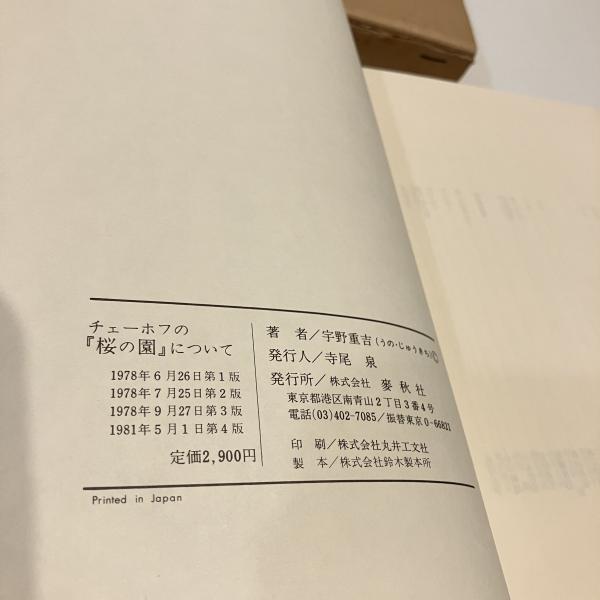 チェーホフの
『桜の園』について
1978年6月26日第1版
1978年7月25日第2版
1978年9月27日第3版
1981年5月1日第4版
定価2,900円
著 者／宇野重吉(うの・じゅうきち)©
発行人／寺尾 泉
発行所／株式会社 麥秋社
東京都港区南青山2丁目3番4号
電話(03)402-7085／振替東京0-66811
印 刷／株式会社丸井工文社
製 本／株式会社鈴木製本所
Printed in Japan